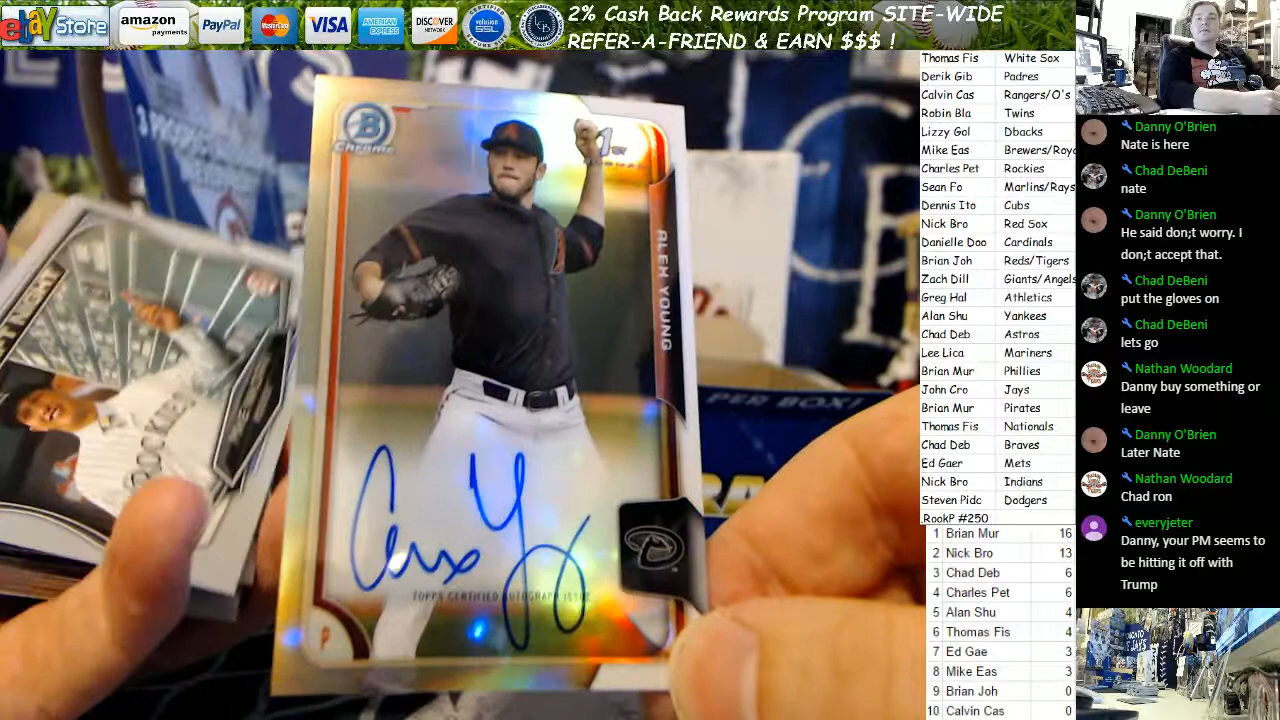 ebay Store
amazon payments
PayPal
MasterCard
VISA
AMERICAN EXPRESS
DISCOVER NETWORK
CERTIFIED volusion SSL SECURE
2% Cash Back Rewards Program SITE-WIDE
REFER-A-FRIEND & EARN $$$ !
B
Chrome
1ST
ALEX YOUNG
Alex Young
TOPPS CERTIFIED AUTOGRAPH ISSUE
P
PER BOX!
Thomas Fis White Sox
Derik Gib Padres
Calvin Cas Rangers/O's
Robin Bla Twins
Lizzy Gol Dbacks
Mike Eas Brewers/Roya
Charles Pet Rockies
Sean Fo Marlins/Rays
Dennis Ito Cubs
Nick Bro Red Sox
Danielle Doo Cardinals
Brian Joh Reds/Tigers
Zach Dill Giants/Angels
Greg Hal Athletics
Alan Shu Yankees
Chad Deb Astros
Lee Lica Mariners
Brian Mur Phillies
John Cro Jays
Brian Mur Pirates
Thomas Fis Nationals
Chad Deb Braves
Ed Gaer Mets
Nick Bro Indians
Steven Pidc Dodgers
RookP #250
1 Brian Mur 16
2 Nick Bro 13
3 Chad Deb 6
4 Charles Pet 6
5 Alan Shu 4
6 Thomas Fis 4
7 Ed Gae 3
8 Mike Eas 3
9 Brian Joh 0
10 Calvin Cas 0
Danny O'Brien
Nate is here
Chad DeBeni
nate
Danny O'Brien
He said don;t worry. I
don;t accept that.
Chad DeBeni
put the gloves on
Chad DeBeni
lets go
Nathan Woodard
Danny buy something or
leave
Danny O'Brien
Later Nate
Nathan Woodard
Chad ron
everyjeter
Danny, your PM seems to
be hitting it off with
Trump